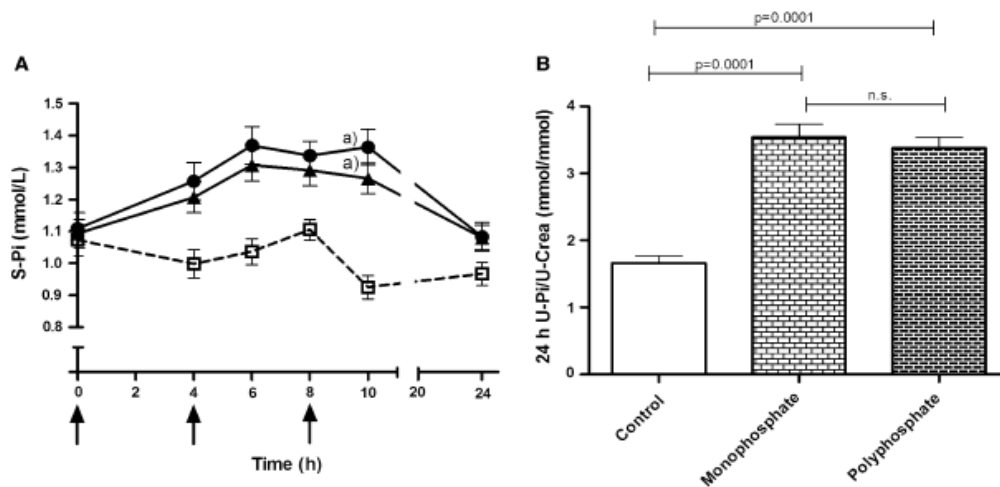 A
S-Pi (mmol/L)
1.5
1.4
1.3
1.2
1.1
1.0
0.9
0.8
a)
a)
0 2 4 6 8 10 20 24
Time (h)
B
p=0.0001
p=0.0001
n.s.
24 h U-Pi/U-Crea (mmol/mmol)
4
3
2
1
0
Control
Monophosphate
Polyphosphate